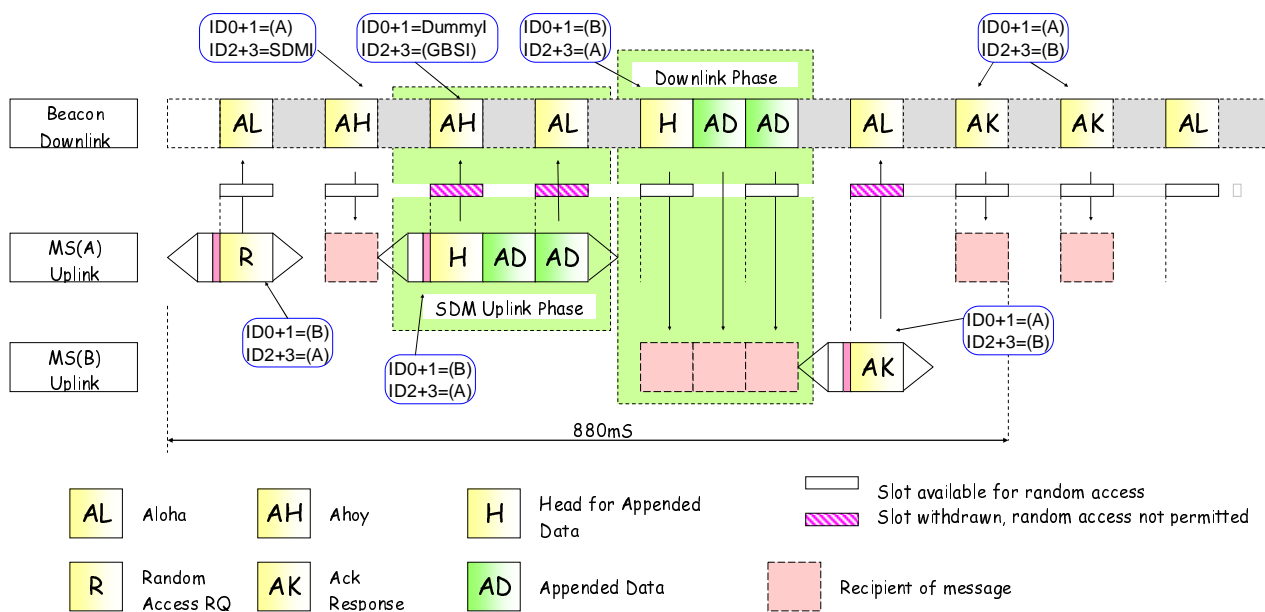 ID0+1=(A)
ID2+3=SDMI
ID0+1=DummyI
ID2+3=(GBSI)
ID0+1=(B)
ID2+3=(A)
ID0+1=(A)
ID2+3=(B)
Downlink Phase
Beacon
Downlink
AL
AH
AH
AL
H
AD
AD
AL
AK
AK
AL
MS(A)
Uplink
R
H
AD
AD
SDM Uplink Phase
ID0+1=(B)
ID2+3=(A)
ID0+1=(B)
ID2+3=(A)
ID0+1=(A)
ID2+3=(B)
MS(B)
Uplink
AK
880mS
AL
Aloha
AH
Ahoy
H
Head for Appended
Data
Slot available for random access
Slot withdrawn, random access not permitted
R
Random
Access RQ
AK
Ack
Response
AD
Appended Data
Recipient of message